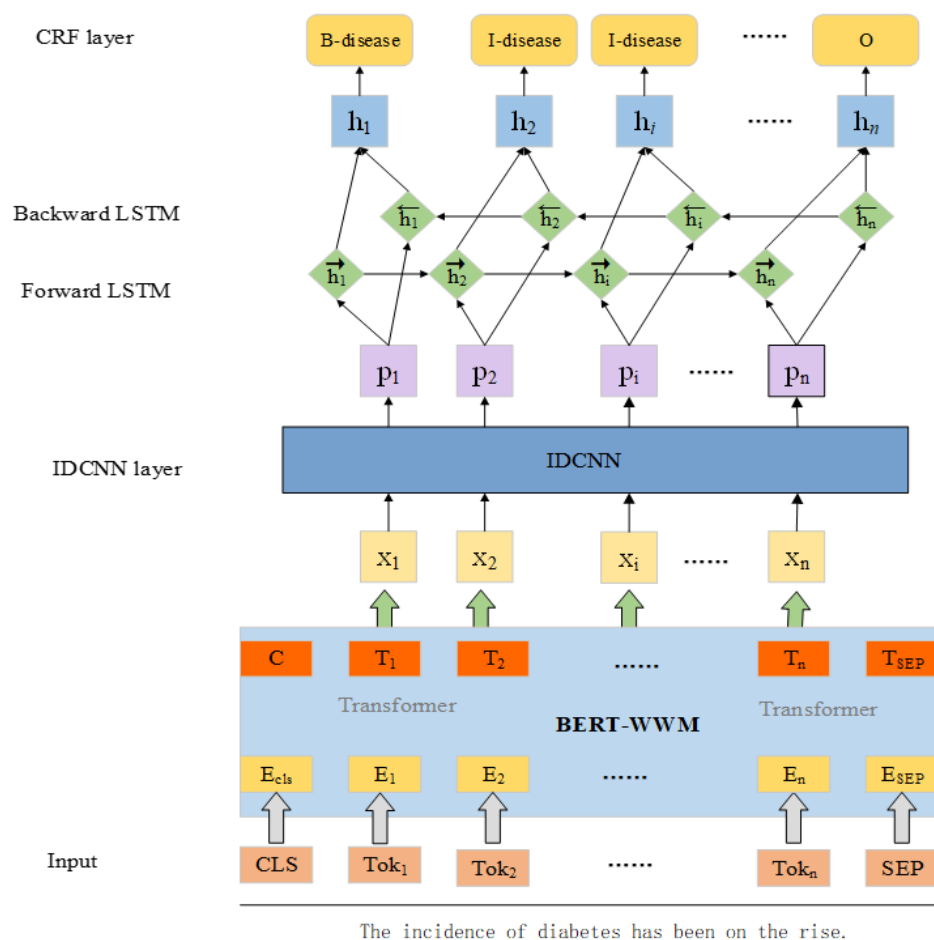 CRF layer B-disease I-disease I-disease ...... O
h₁ h₂ hᵢ ...... hₙ
Backward LSTM ←h₁ ←h₂ ←hᵢ ←hₙ
Forward LSTM →h₁ →h₂ →hᵢ →hₙ
p₁ p₂ pᵢ ...... pₙ
IDCNN layer IDCNN
x₁ x₂ xᵢ ...... xₙ
C T₁ T₂ ...... Tₙ T_SEP
Transformer Transformer
BERT-WWM
E_cls E₁ E₂ ...... Eₙ E_SEP
Input CLS Tok₁ Tok₂ ...... Tokₙ SEP
The incidence of diabetes has been on the rise.